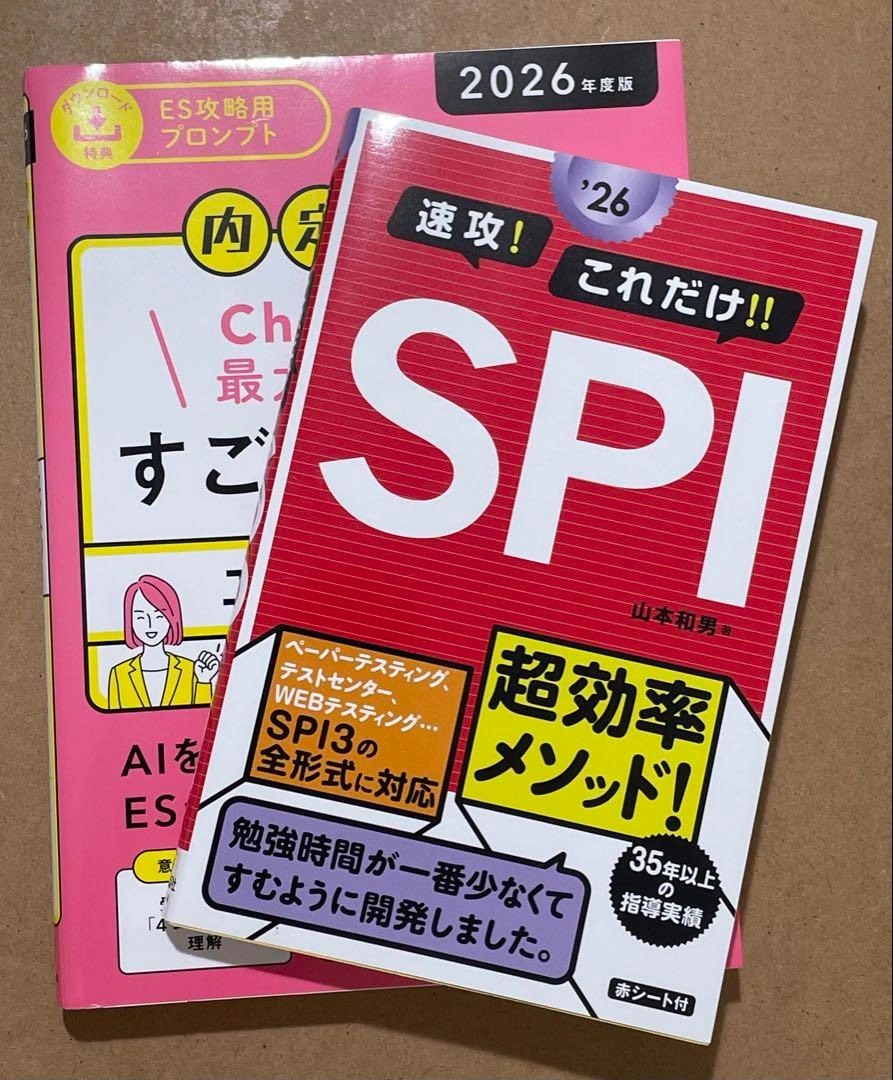 2026年度版
ダウンロード
特典
ES攻略用
プロンプト
内定
Ch
最
すご
AIを
ES
意
「4
理解
'26
速攻!
これだけ!!
SPI
山本和男 著
ペーパーテスティング、
テストセンター、
WEBテスティング…
SPI3の
全形式に対応
超効率
メソッド!
35年以上
の
指導実績
勉強時間が一番少なくて
すむように開発しました。
赤シート付